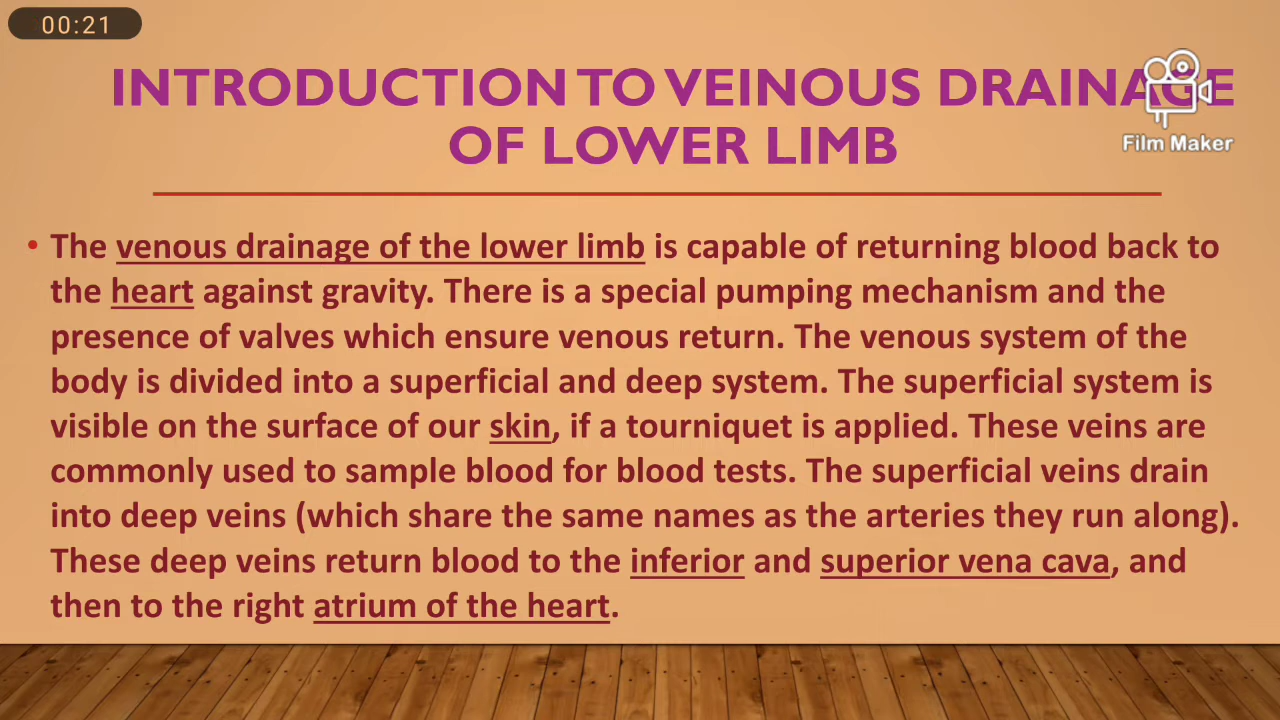 00:21
INTRODUCTION TO VEINOUS DRAINAGE
OF LOWER LIMB
Film Maker
• The venous drainage of the lower limb is capable of returning blood back to
the heart against gravity. There is a special pumping mechanism and the
presence of valves which ensure venous return. The venous system of the
body is divided into a superficial and deep system. The superficial system is
visible on the surface of our skin, if a tourniquet is applied. These veins are
commonly used to sample blood for blood tests. The superficial veins drain
into deep veins (which share the same names as the arteries they run along).
These deep veins return blood to the inferior and superior vena cava, and
then to the right atrium of the heart.